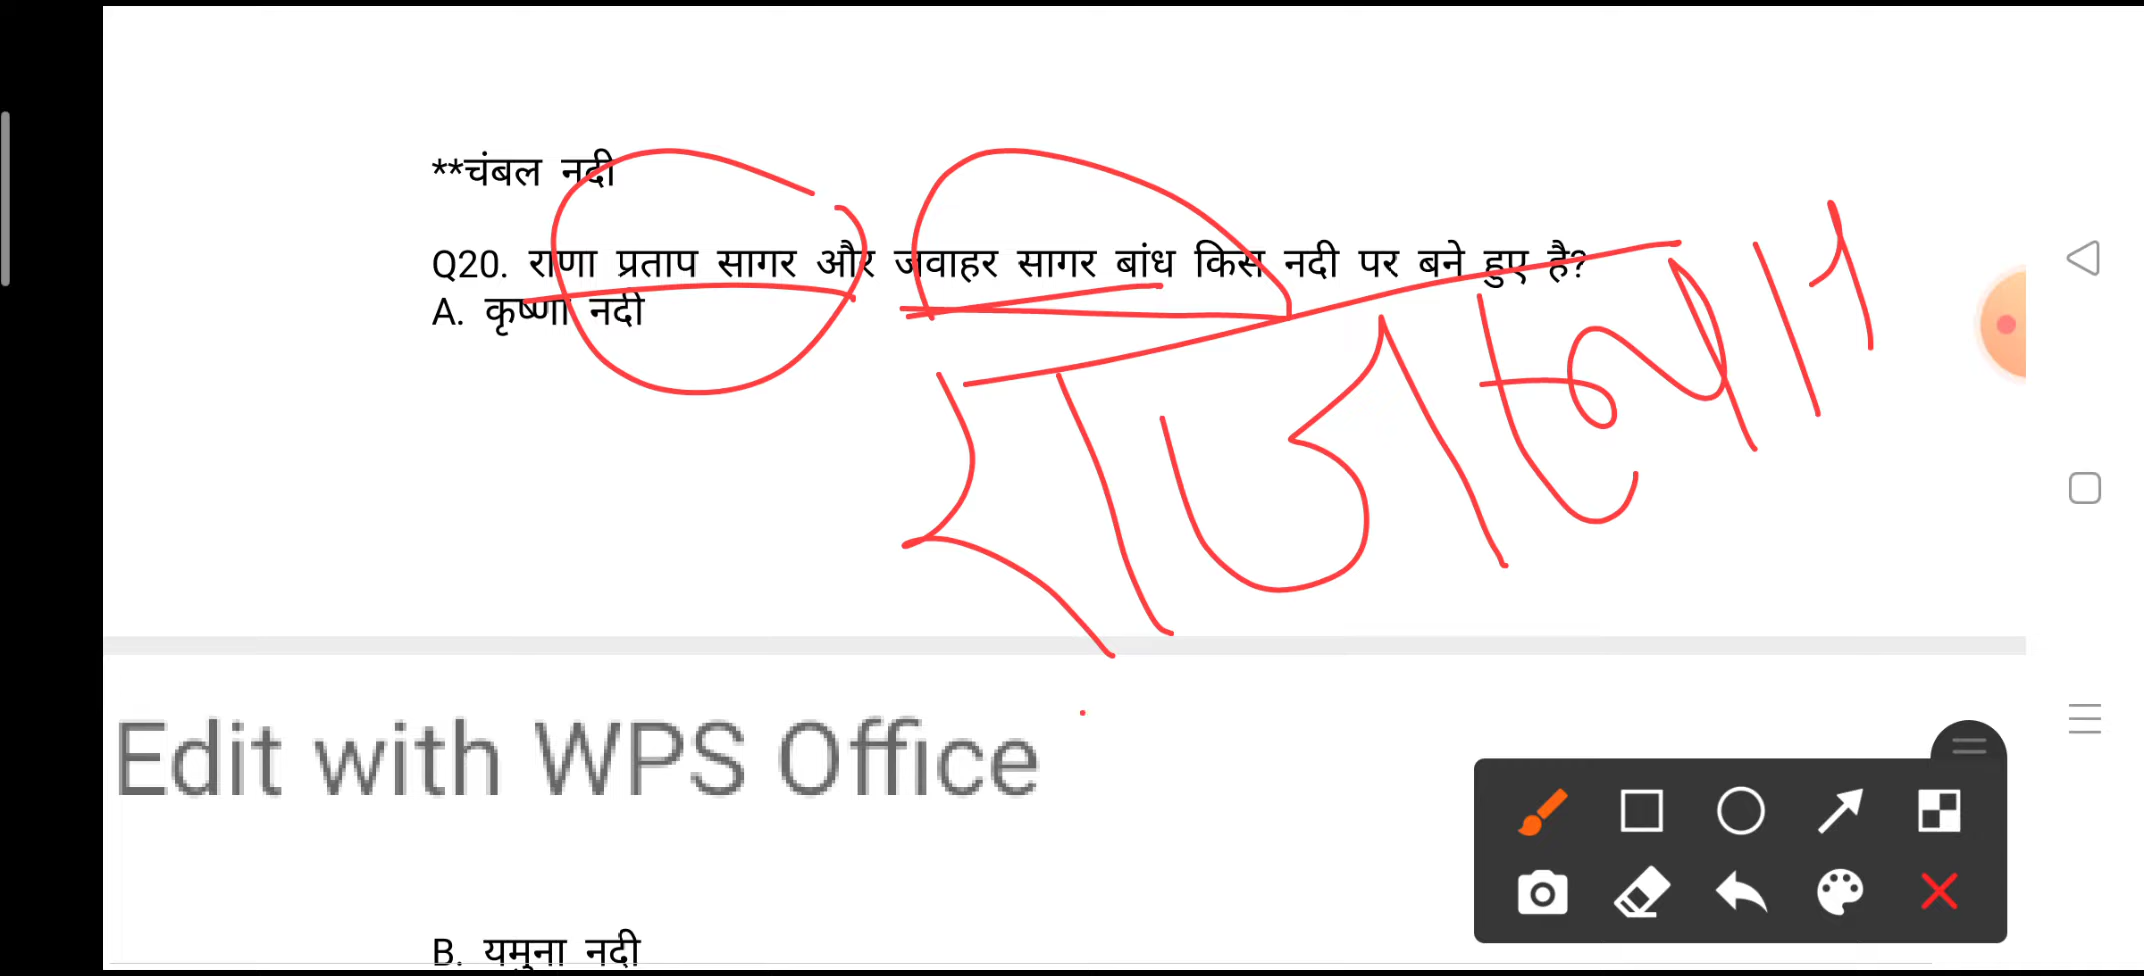 **चंबल नदी
Q20. राणा प्रताप सागर और जवाहर सागर बांध किस नदी पर बने हुए है?
A. कृष्णा नदी
राजस्थान
Edit with WPS Office
B. यमुना नदी